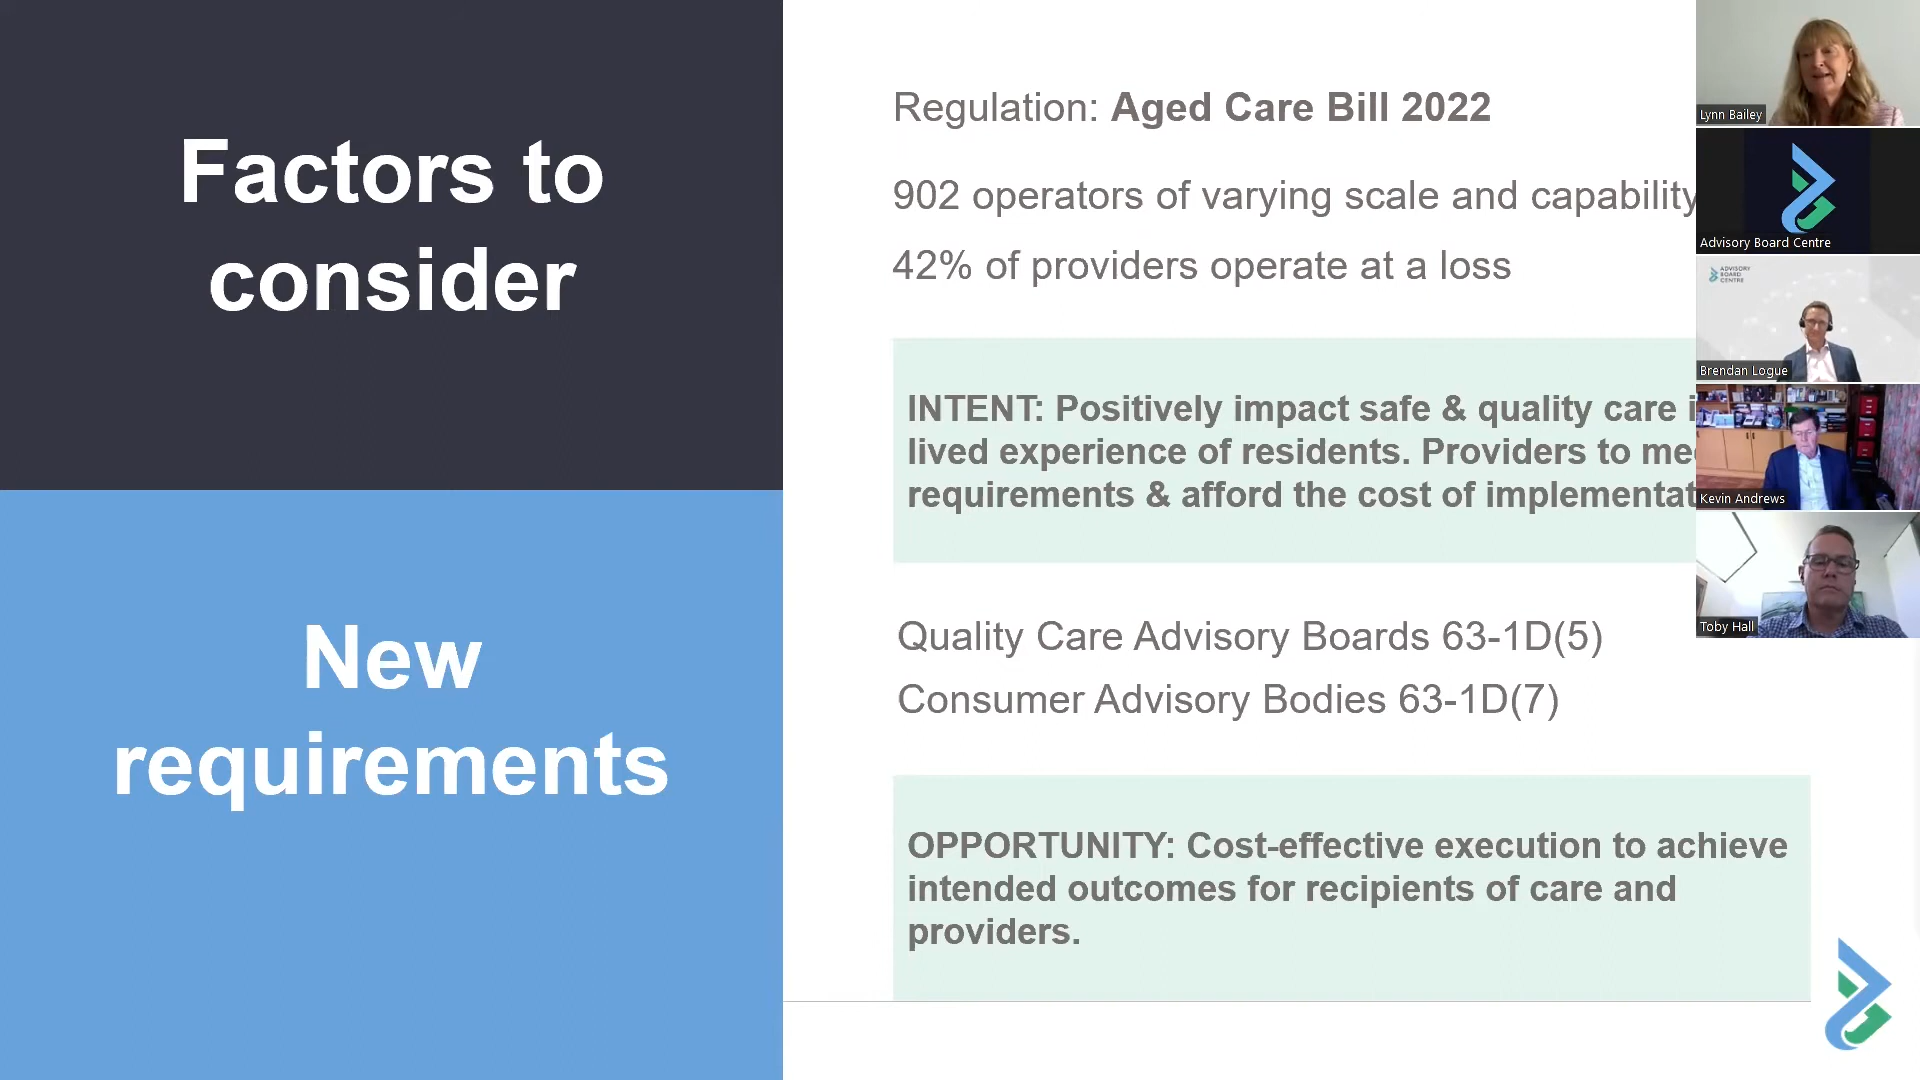 Factors to
consider
New
requirements
Regulation: Aged Care Bill 2022
902 operators of varying scale and capability
42% of providers operate at a loss
INTENT: Positively impact safe & quality care
lived experience of residents. Providers to
requirements & afford the cost of
Quality Care Advisory Boards 63-1D(5)
Consumer Advisory Bodies 63-1D(7)
OPPORTUNITY: Cost-effective execution to achieve
intended outcomes for recipients of care and
providers.
Lynn Bailey
Advisory Board Centre
ADVISORY
BOARD
CENTRE
Brendan Logue
Kevin Andrews
Toby Hall